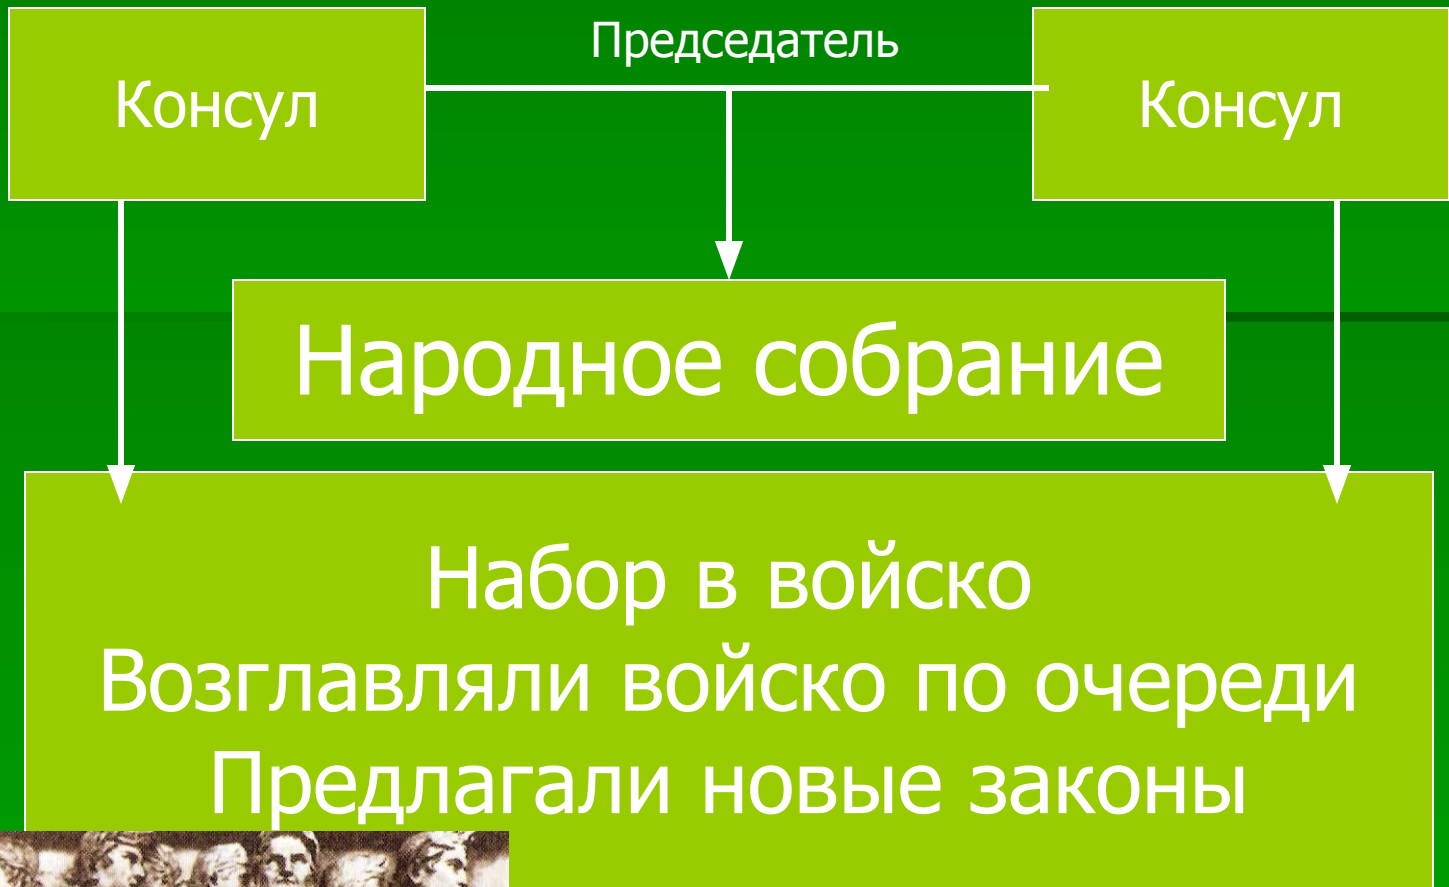 Председатель
Консул
Консул
Народное собрание
Набор в войско
Возглавляли войско по очереди
Предлагали новые законы